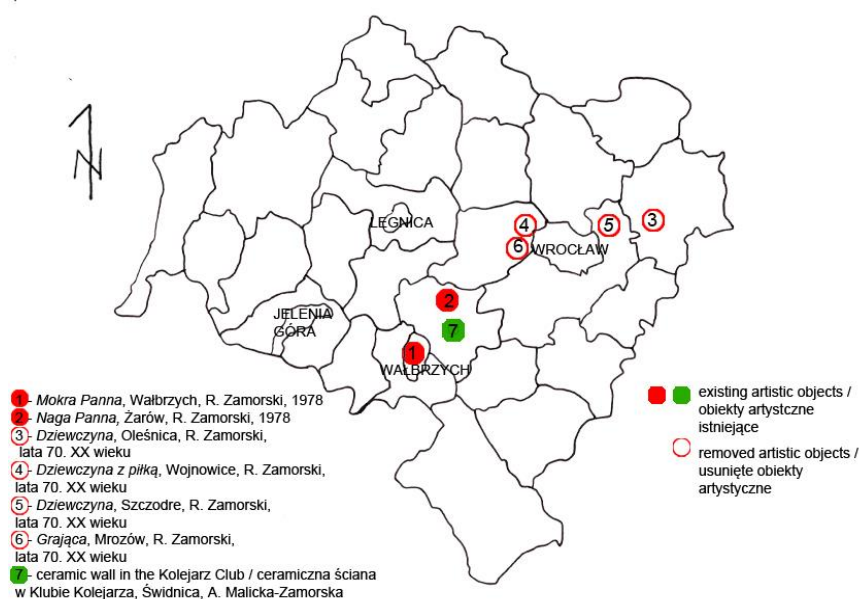 N
LEGNICA
4
5
3
6
WROCŁAW
2
JELENIA
GÓRA
7
1
WAŁBRZYCH
1 - Mokra Panna, Wałbrzych, R. Zamorski, 1978
2 - Naga Panna, Żarów, R. Zamorski, 1978
3 - Dziewczyna, Oleśnica, R. Zamorski,
lata 70. XX wieku
4 - Dziewczyna z piłką, Wojnowice, R. Zamorski,
lata 70. XX wieku
5 - Dziewczyna, Szczodre, R. Zamorski,
lata 70. XX wieku
6 - Grająca, Mrozów, R. Zamorski,
lata 70. XX wieku
7 - ceramic wall in the Kolejarz Club / ceramiczna ściana
w Klubie Kolejarza, Świdnica, A. Malicka-Zamorska
existing artistic objects /
obiekty artystczne
istniejące
removed artistic objects /
usunięte obiekty
artystyczne